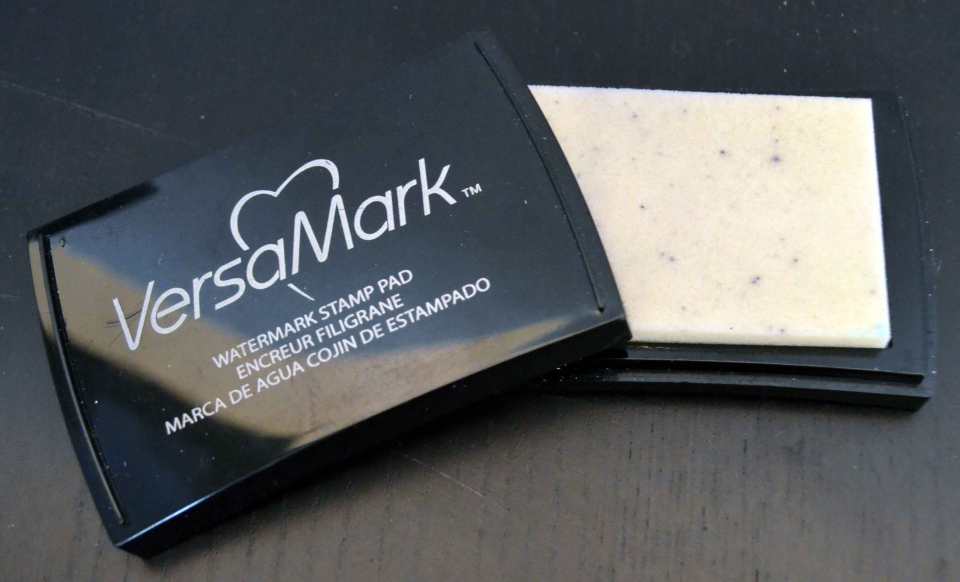 VersaMark™
WATERMARK STAMP PAD
ENCREUR FILIGRANE
MARCA DE AGUA COJIN DE ESTAMPADO